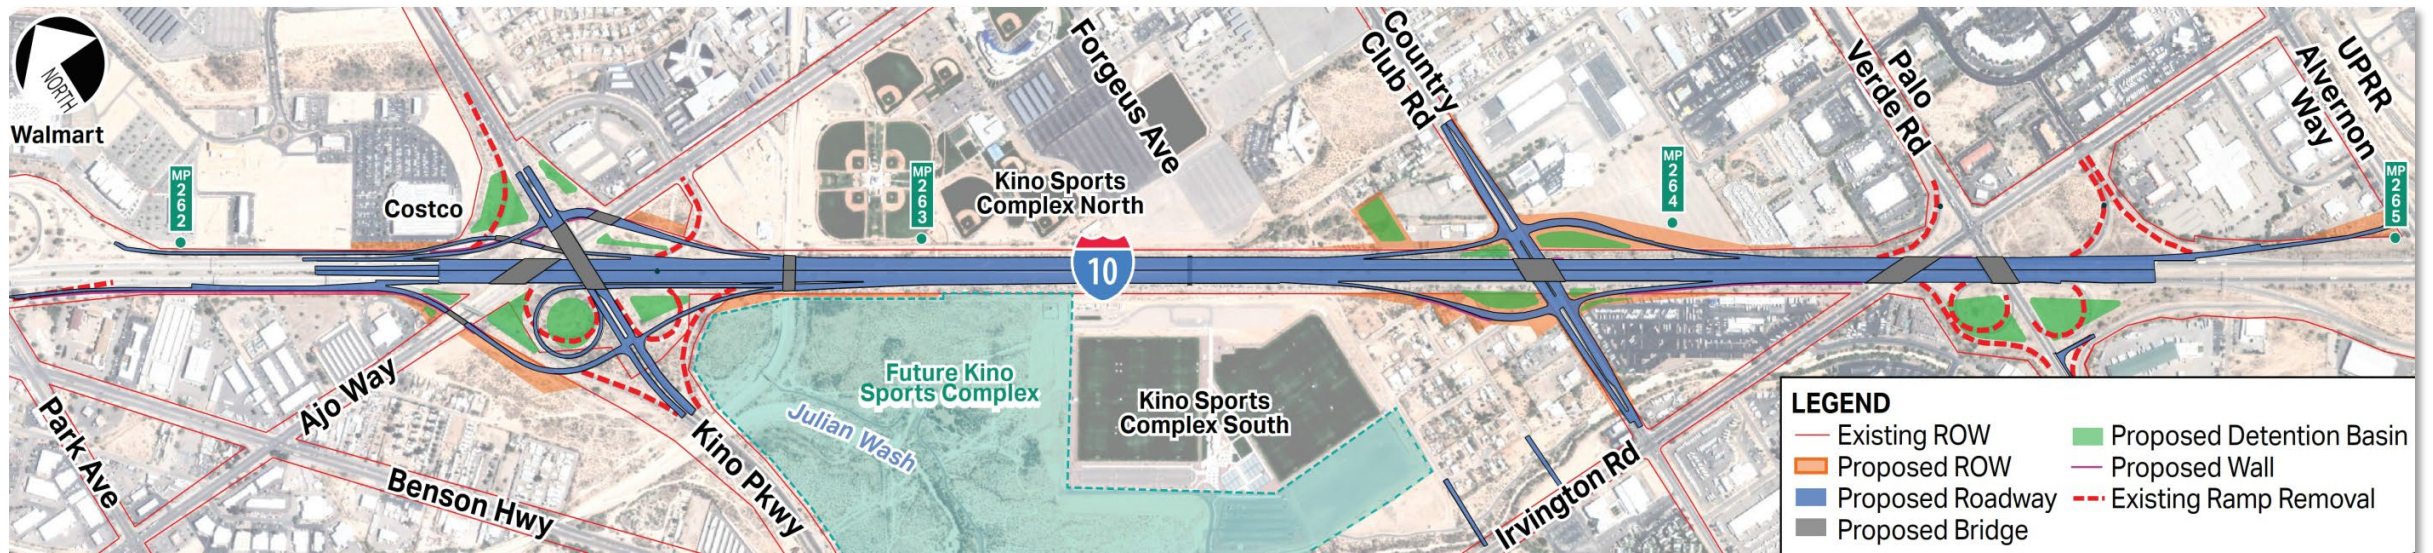 NORTH
Walmart
MP
262
Costco
MP
263
Kino Sports
Complex North
Forgeus Ave
Country
Club Rd
MP
264
Palo
Verde Rd
UPRR
Alvernon
Way
MP
265
10
Park Ave
Ajo Way
Benson Hwy
Kino Pkwy
Julian Wash
Future Kino
Sports Complex
Kino Sports
Complex South
Irvington Rd
LEGEND
Existing ROW
Proposed ROW
Proposed Roadway
Proposed Bridge
Proposed Detention Basin
Proposed Wall
Existing Ramp Removal